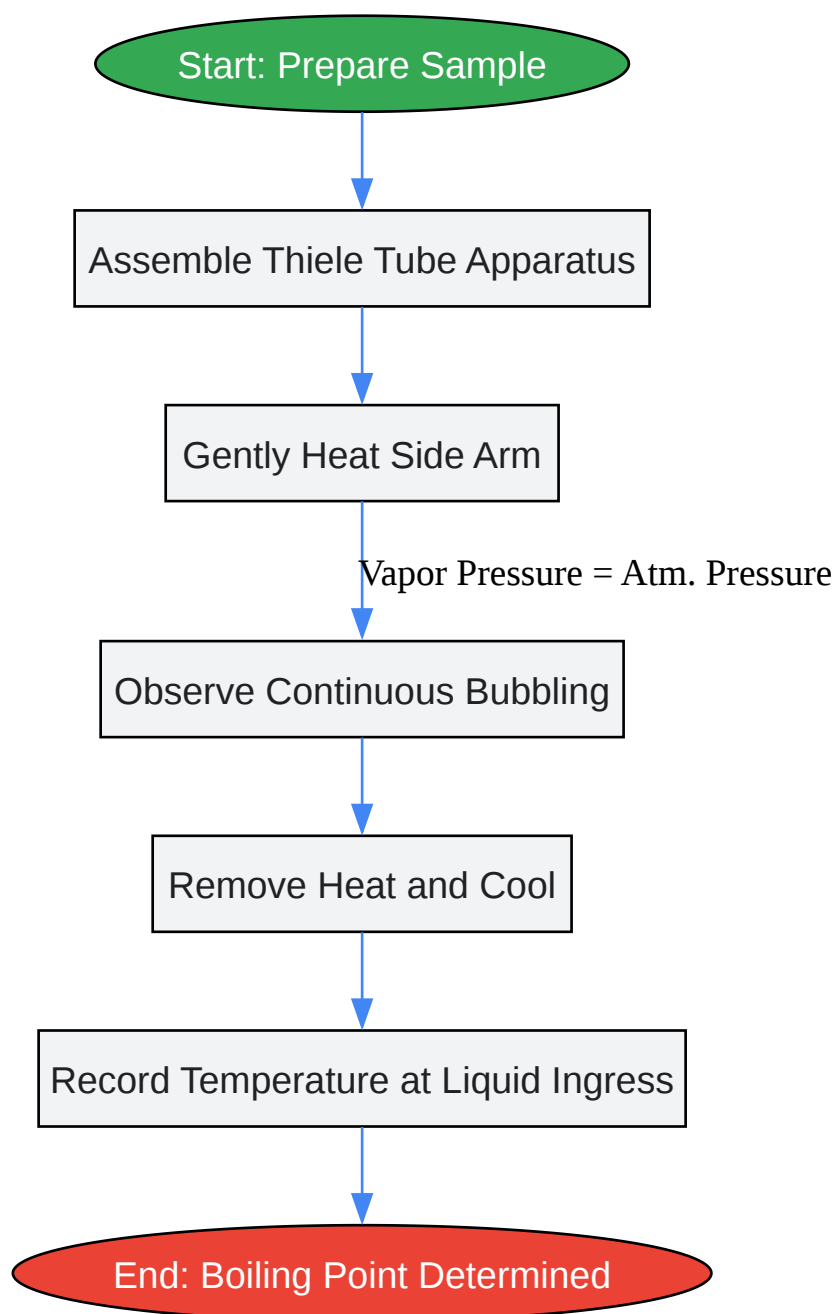 Start: Prepare Sample
Assemble Thiele Tube Apparatus
Gently Heat Side Arm
Vapor Pressure = Atm. Pressure
Observe Continuous Bubbling
Remove Heat and Cool
Record Temperature at Liquid Ingress
End: Boiling Point Determined